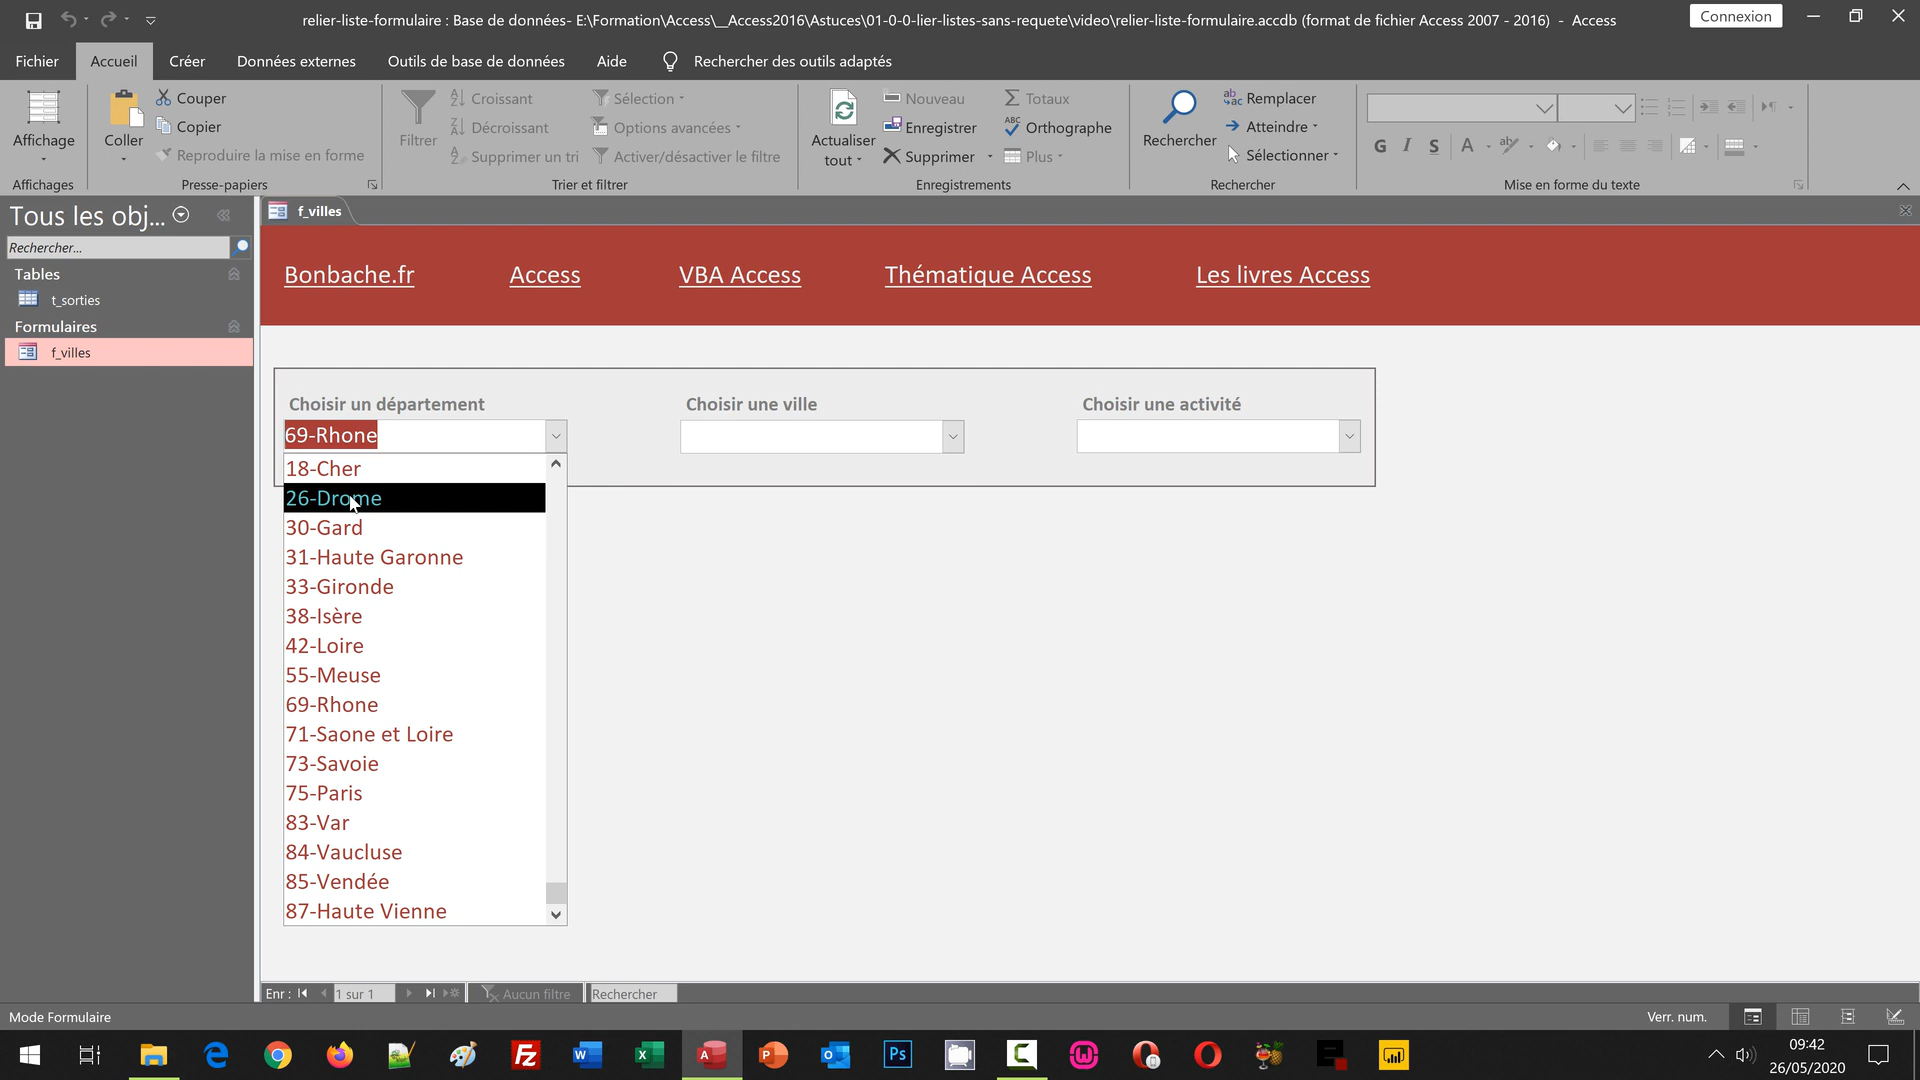 relier-liste-formulaire : Base de données- E:\Formation\Access\__Access2016\Astuces\01-0-0-lier-listes-sans-requete\video\relier-liste-formulaire.accdb (format de fichier Access 2007 - 2016)  -  Access
Connexion
Fichier
Accueil
Créer
Données externes
Outils de base de données
Aide
Rechercher des outils adaptés
Affichage
Affichages
Coller
Couper
Copier
Reproduire la mise en forme
Presse-papiers
Filtrer
Croissant
Décroissant
Supprimer un tri
Sélection
Options avancées
Activer/désactiver le filtre
Trier et filtrer
Actualiser
tout
Nouveau
Enregistrer
Supprimer
Totaux
Orthographe
Plus
Enregistrements
Rechercher
Remplacer
Atteindre
Sélectionner
Rechercher
G I S A
Mise en forme du texte
Tous les obj...
Rechercher...
Tables
t_sorties
Formulaires
f_villes
f_villes
Bonbache.fr
Access
VBA Access
Thématique Access
Les livres Access
Choisir un département
Choisir une ville
Choisir une activité
69-Rhone
18-Cher
26-Drome
30-Gard
31-Haute Garonne
33-Gironde
38-Isère
42-Loire
55-Meuse
69-Rhone
71-Saone et Loire
73-Savoie
75-Paris
83-Var
84-Vaucluse
85-Vendée
87-Haute Vienne
Enr :
1 sur 1
Aucun filtre
Rechercher
Mode Formulaire
Verr. num.
09:42
26/05/2020